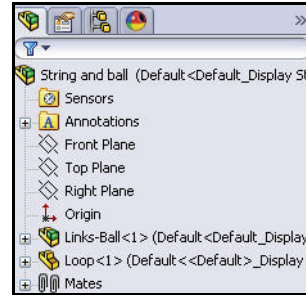 String and ball (Default<Default_Display St
Sensors
A Annotations
Front Plane
Top Plane
Right Plane
Origin
Links-Ball<1> (Default<Default_Display
Loop<1> (Default<<Default>_Display
Mates